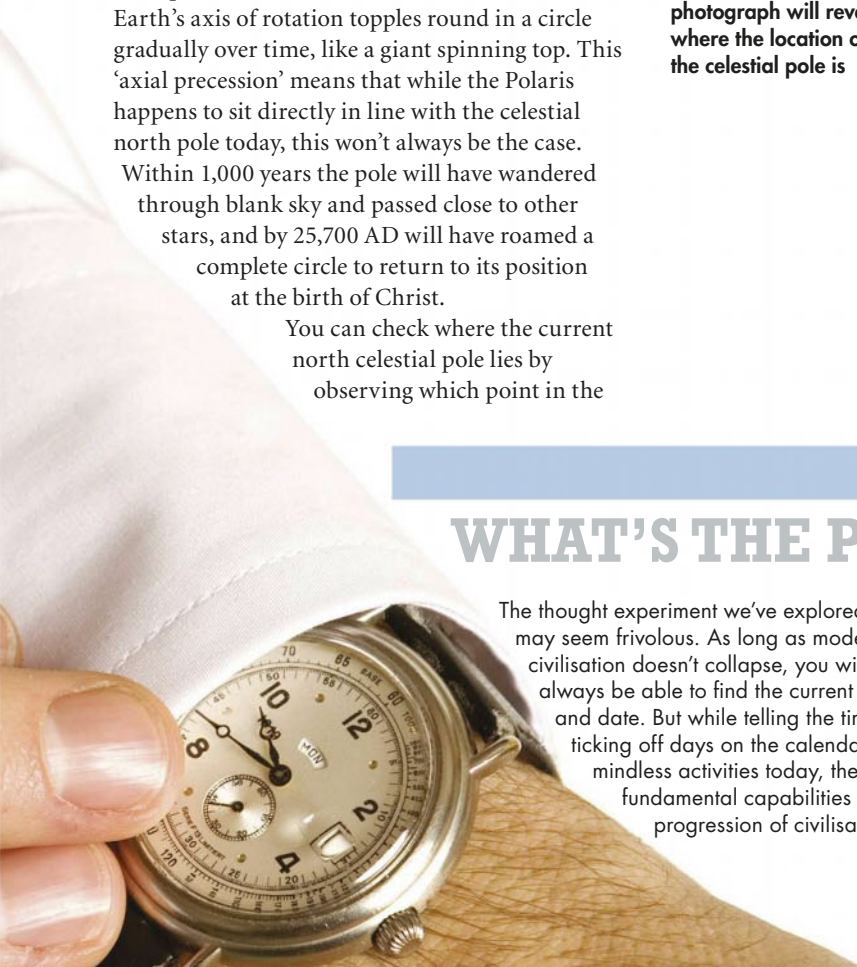 Earth’s axis of rotation topples round in a circle
gradually over time, like a giant spinning top. This
‘axial precession’ means that while the Polaris
happens to sit directly in line with the celestial
north pole today, this won’t always be the case.
Within 1,000 years the pole will have wandered
through blank sky and passed close to other
stars, and by 25,700 AD will have roamed a
complete circle to return to its position
at the birth of Christ.
You can check where the current
north celestial pole lies by
observing which point in the
photograph will reve
where the location o
the celestial pole is
WHAT’S THE P
The thought experiment we’ve explored
may seem frivolous. As long as mode
civilisation doesn’t collapse, you wi
always be able to find the current
and date. But while telling the tim
ticking off days on the calenda
mindless activities today, the
fundamental capabilities
progression of civilisa
70 65 BASE 60
10
12
8
MON
2
4